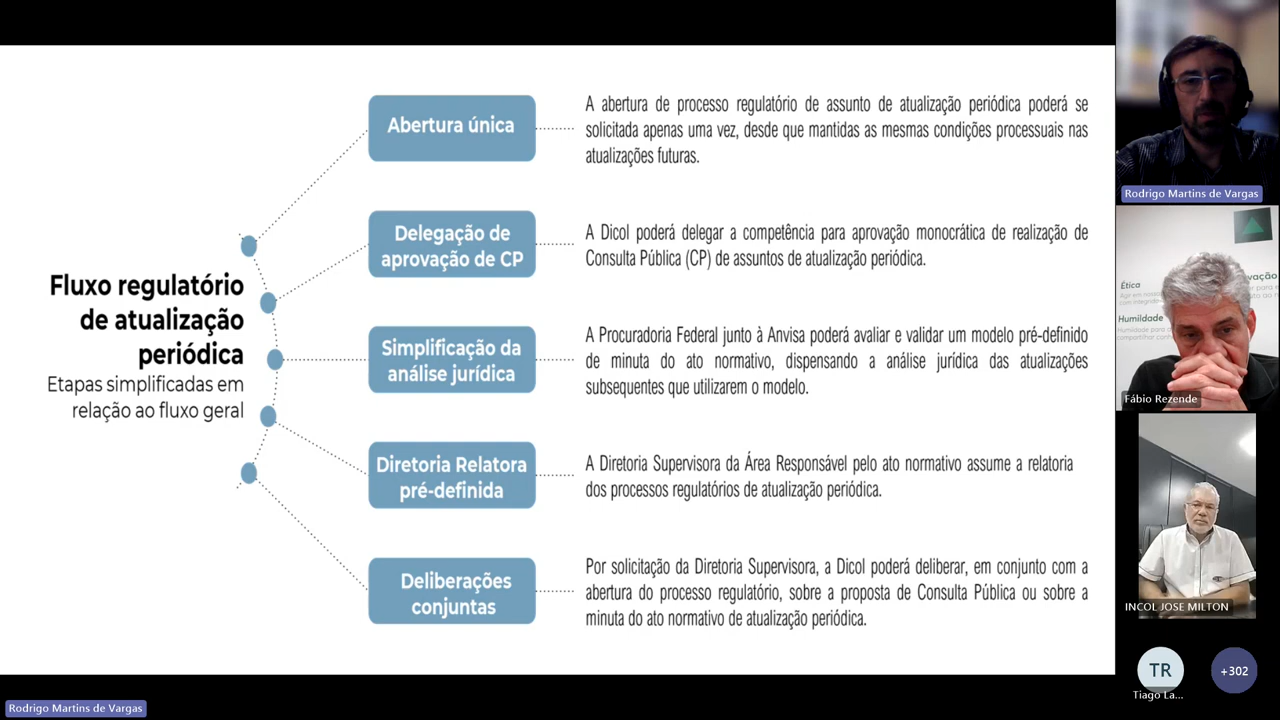 Fluxo regulatório
de atualização
periódica
Etapas simplificadas em
relação ao fluxo geral
Abertura única
A abertura de processo regulatório de assunto de atualização periódica poderá se
solicitada apenas uma vez, desde que mantidas as mesmas condições processuais nas
atualizações futuras.
Delegação de
aprovação de CP
A Dicol poderá delegar a competência para aprovação monocrática de realização de
Consulta Pública (CP) de assuntos de atualização periódica.
Simplificação da
análise jurídica
A Procuradoria Federal junto à Anvisa poderá avaliar e validar um modelo pré-definido
de minuta do ato normativo, dispensando a análise jurídica das atualizações
subsequentes que utilizarem o modelo.
Diretoria Relatora
pré-definida
A Diretoria Supervisora da Área Responsável pelo ato normativo assume a relatoria
dos processos regulatórios de atualização periódica.
Deliberações
conjuntas
Por solicitação da Diretoria Supervisora, a Dicol poderá deliberar, em conjunto com a
abertura do processo regulatório, sobre a proposta de Consulta Pública ou sobre a
minuta do ato normativo de atualização periódica.
Rodrigo Martins de Vargas
Rodrigo Martins de Vargas
Ética
Humildade
Fábio Rezende
INCOL JOSE MILTON
TR
Tiago La...
+302